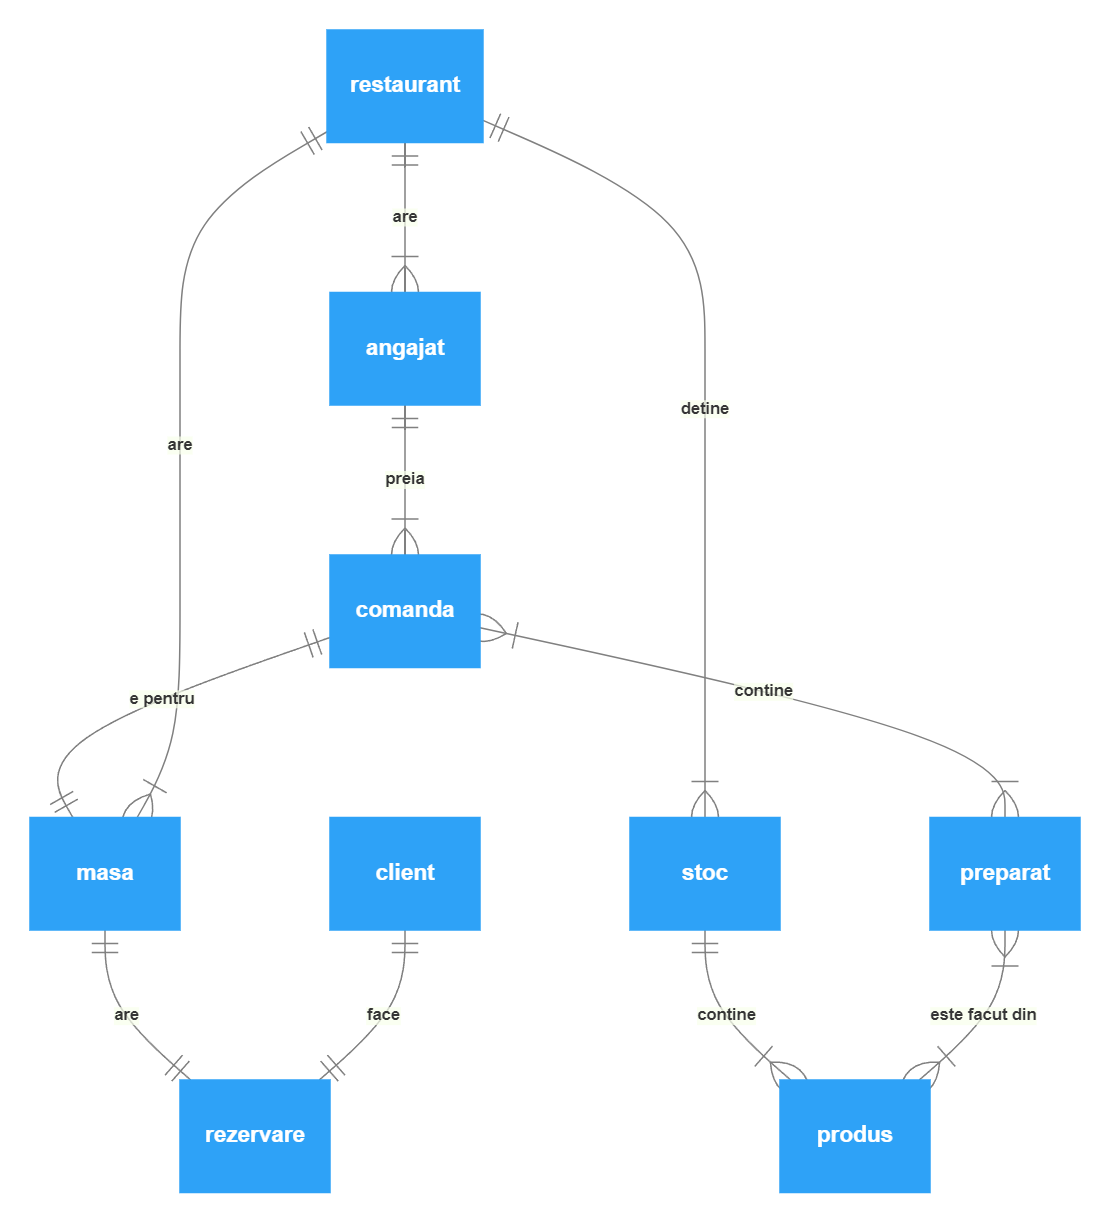 restaurant
are
angajat
detine
are
preia
comanda
contine
e pentru
masa
client
stoc
preparat
are
face
contine
este facut din
rezervare
produs